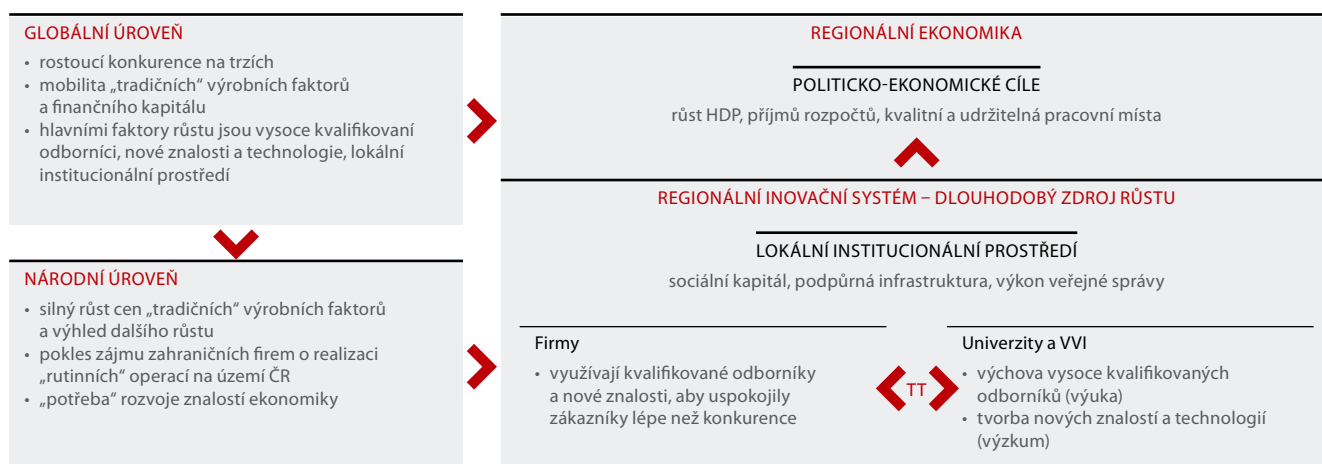 GLOBÁLNÍ ÚROVEŇ
• rostoucí konkurence na trzích
• mobilita „tradičních“ výrobních faktorů
a finančního kapitálu
• hlavními faktory růstu jsou vysoce kvalifikovaní
odborníci, nové znalosti a technologie, lokální
institucionální prostředí
NÁRODNÍ ÚROVEŇ
• silný růst cen „tradičních“ výrobních faktorů
a výhled dalšího růstu
• pokles zájmu zahraničních firem o realizaci
„rutinních“ operací na území ČR
• „potřeba“ rozvoje znalostí ekonomiky
REGIONÁLNÍ EKONOMIKA
POLITICKO-EKONOMICKÉ CÍLE
růst HDP, příjmů rozpočtů, kvalitní a udržitelná pracovní místa
REGIONÁLNÍ INOVAČNÍ SYSTÉM – DLOUHODOBÝ ZDROJ RŮSTU
LOKÁLNÍ INSTITUCIONÁLNÍ PROSTŘEDÍ
sociální kapitál, podpůrná infrastruktura, výkon veřejné správy
Firmy
• využívají kvalifikované odborníky
a nové znalosti, aby uspokojily
zákazníky lépe než konkurence
TT
Univerzity a VVI
• výchova vysoce kvalifikovaných
odborníků (výuka)
• tvorba nových znalostí a technologií
(výzkum)